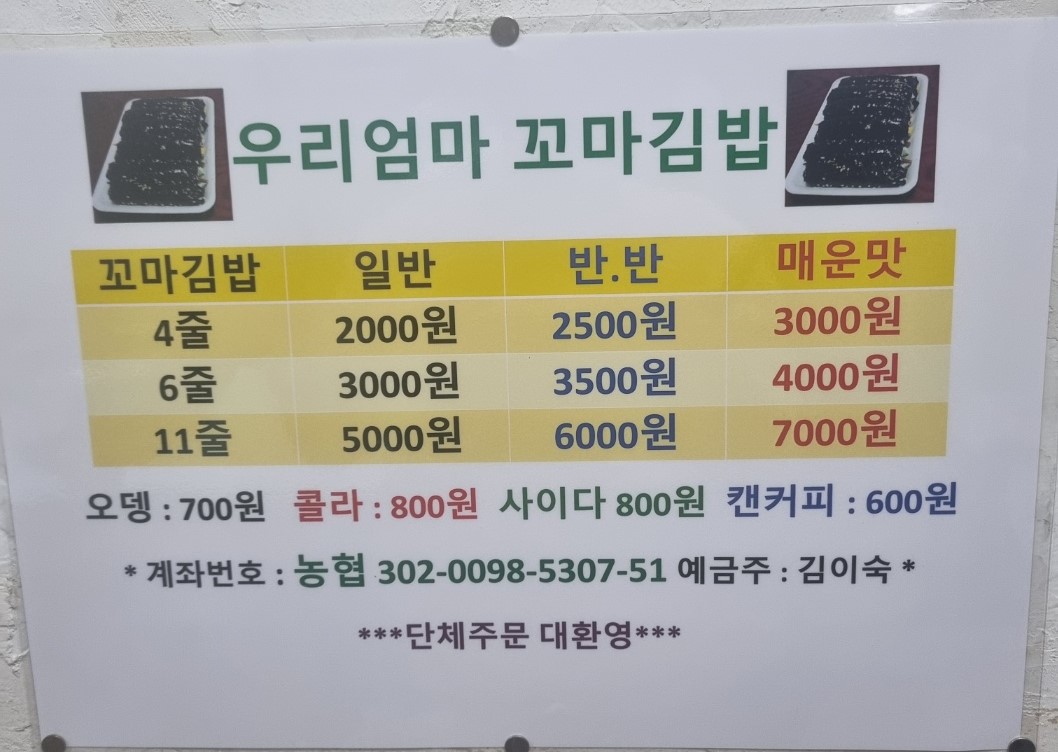 우리엄마 꼬마김밥
꼬마김밥 일반 반.반 매운맛
4줄 2000원 2500원 3000원
6줄 3000원 3500원 4000원
11줄 5000원 6000원 7000원
오뎅 : 700원 콜라 : 800원 사이다 800원 캔커피 : 600원
* 계좌번호 : 농협 302-0098-5307-51 예금주 : 김이숙 *
***단체주문 대환영***